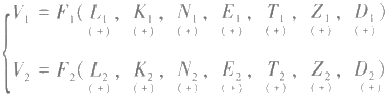 V₁ = F₁( L₁ , K₁ , N₁ , E₁ , T₁ , Z₁ , D₁ )
(+) (+) (+) (+) (+) (+) (+)
V₂ = F₂( L₂ , K₂ , N₂ , E₂ , T₂ , Z₂ , D₂ )
(+) (+) (+) (+) (+) (+) (+)